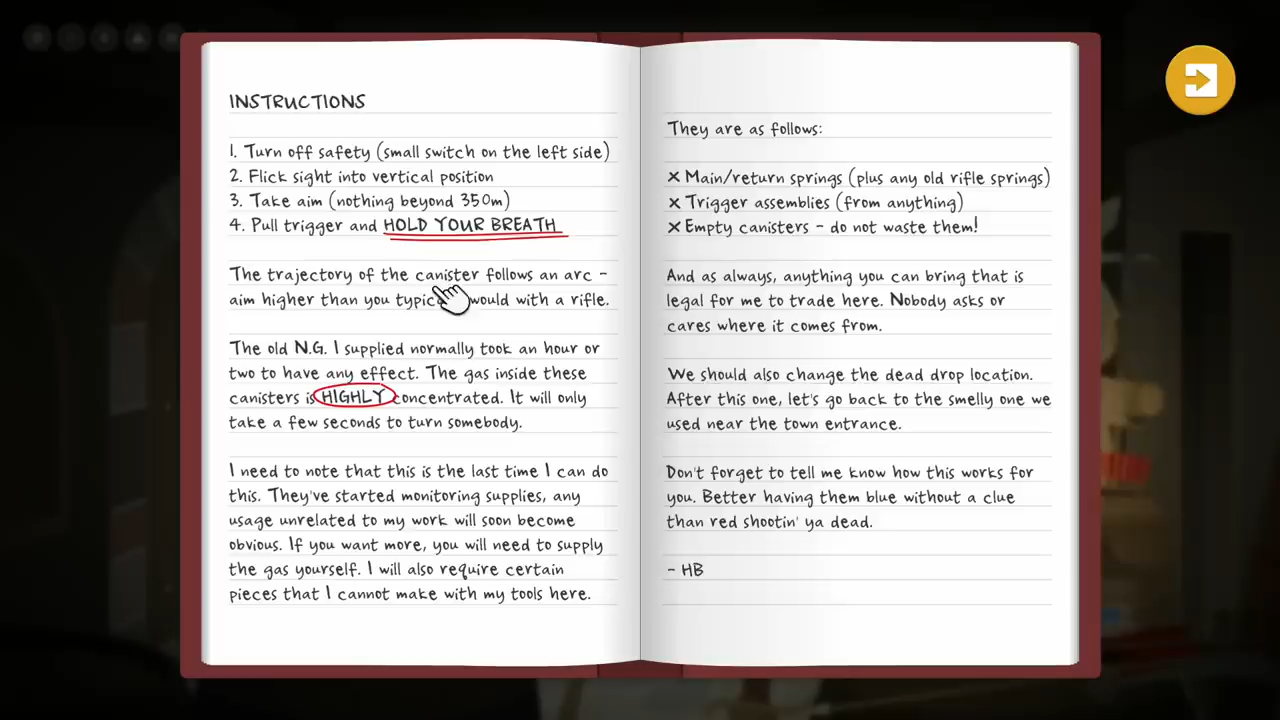 INSTRUCTIONS
1. Turn off safety (small switch on the left side)
2. Flick sight into vertical position
3. Take aim (nothing beyond 350m)
4. Pull trigger and HOLD YOUR BREATH
The trajectory of the canister follows an arc -
aim higher than you would with a rifle.
The old N.G. I supplied normally took an hour or
two to have any effect. The gas inside these
canisters is HIGHLY concentrated. It will only
take a few seconds to turn somebody.
I need to note that this is the last time I can do
this. They've started monitoring supplies, any
usage unrelated to my work will soon become
obvious. If you want more, you will need to supply
the gas yourself. I will also require certain
pieces that I cannot make with my tools here.
They are as follows:
x Main/return springs (plus any old rifle springs)
x Trigger assemblies (from anything)
x Empty canisters - do not waste them!
And as always, anything you can bring that is
legal for me to trade here. Nobody asks or
cares where it comes from.
We should also change the dead drop location.
After this one, let's go back to the smelly one we
used near the town entrance.
Don't forget to tell me know how this works for
you. Better having them blue without a clue
than red shootin' ya dead.
- HB